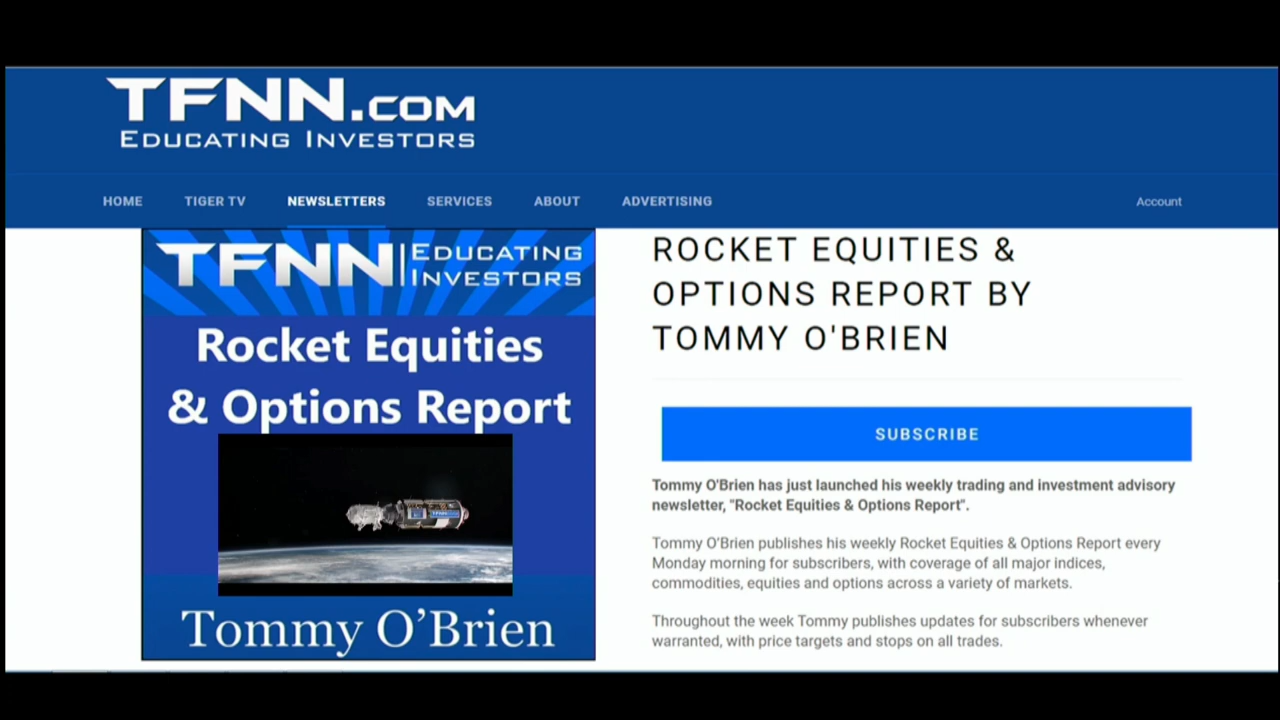 TFNN.COM
EDUCATING INVESTORS
HOME TIGER TV NEWSLETTERS SERVICES ABOUT ADVERTISING Account
TFNN EDUCATING
INVESTORS
Rocket Equities
& Options Report
TFNN
Tommy O’Brien
ROCKET EQUITIES &
OPTIONS REPORT BY
TOMMY O'BRIEN
SUBSCRIBE
Tommy O'Brien has just launched his weekly trading and investment advisory
newsletter, "Rocket Equities & Options Report".
Tommy O’Brien publishes his weekly Rocket Equities & Options Report every
Monday morning for subscribers, with coverage of all major indices,
commodities, equities and options across a variety of markets.
Throughout the week Tommy publishes updates for subscribers whenever
warranted, with price targets and stops on all trades.